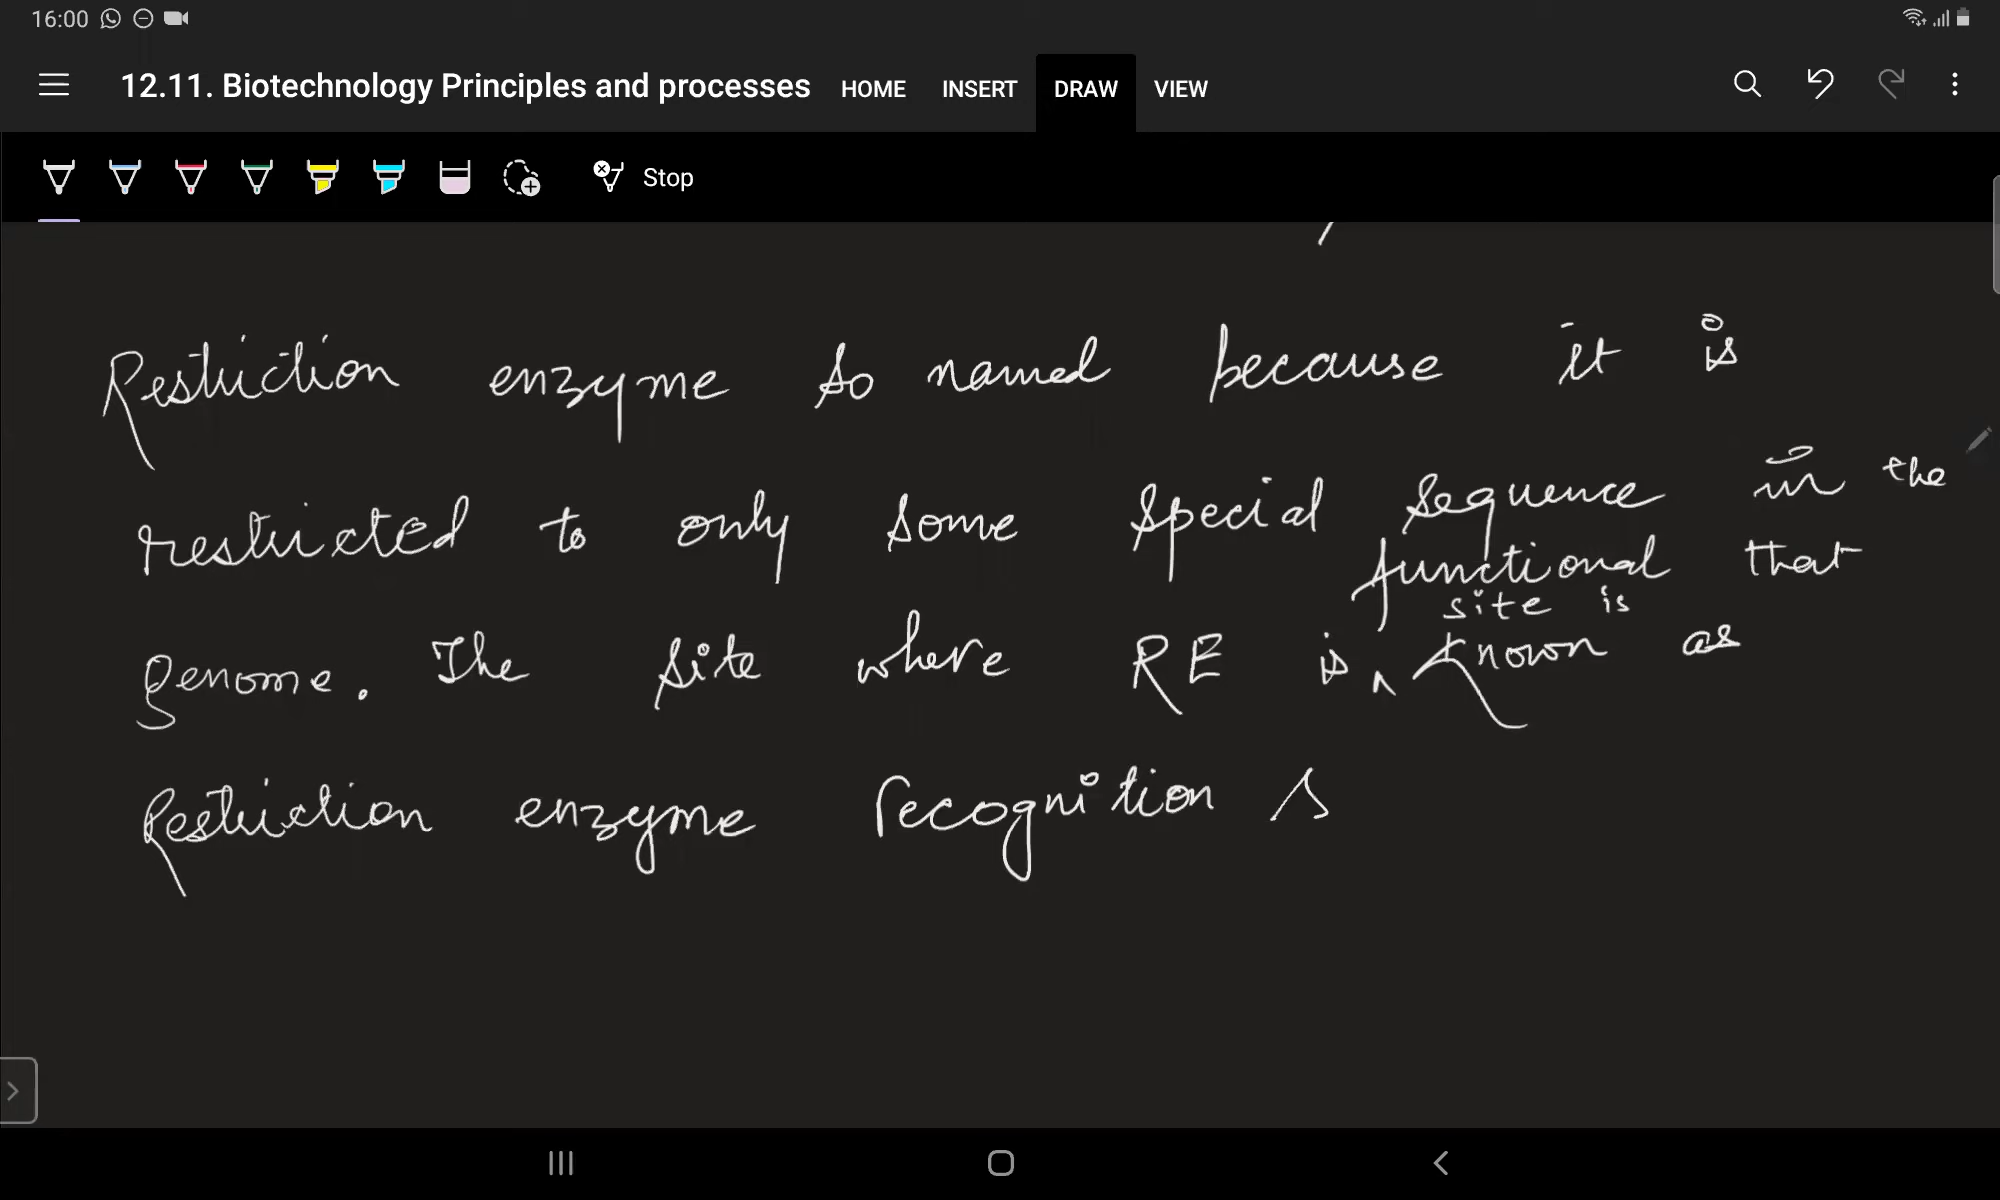 16:00
12.11. Biotechnology Principles and processes HOME INSERT DRAW VIEW
Stop
Restriction enzyme so named because it is
restricted to only some special sequence in the
genome. The site where RE is ^ functional that site is known as
Restriction enzyme recognition s